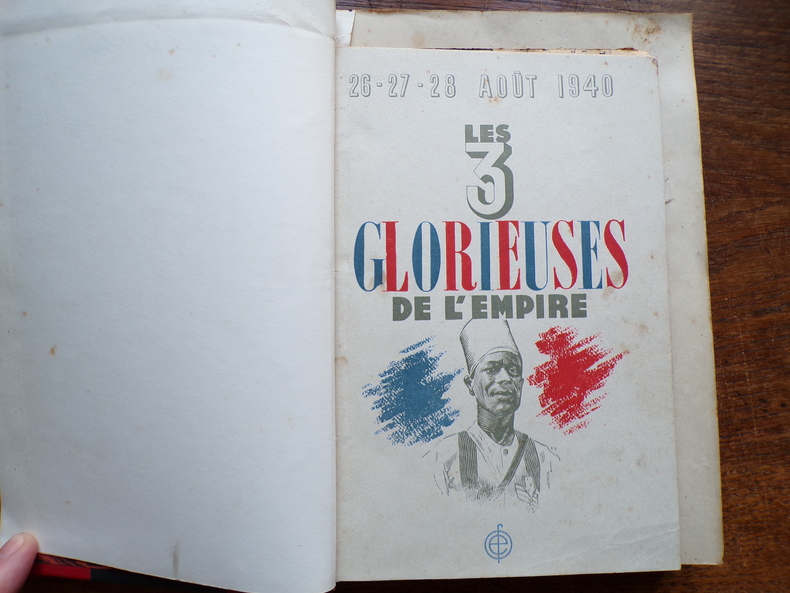 26-27-28 AOÛT 1940
LES
3
GLORIEUSES
DE L'EMPIRE